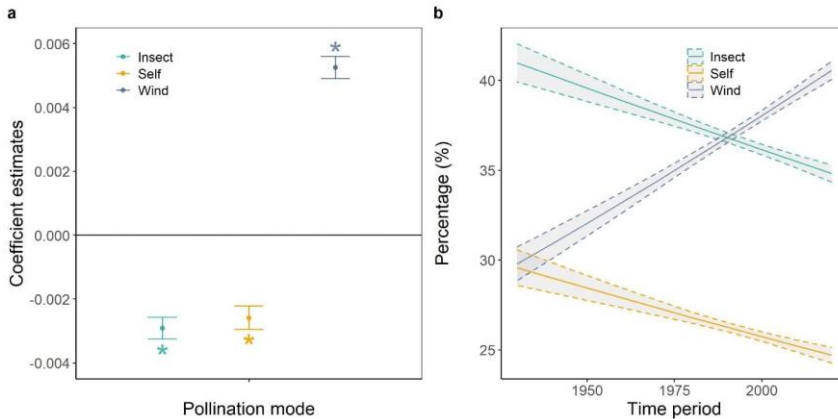 a
0.006
0.004
0.002
0.000
-0.002
-0.004
Coefficient estimates
Insect
Self
Wind
*
*
*
Pollination mode
b
40
35
30
25
Percentage (%)
Insect
Self
Wind
1950
1975
2000
Time period